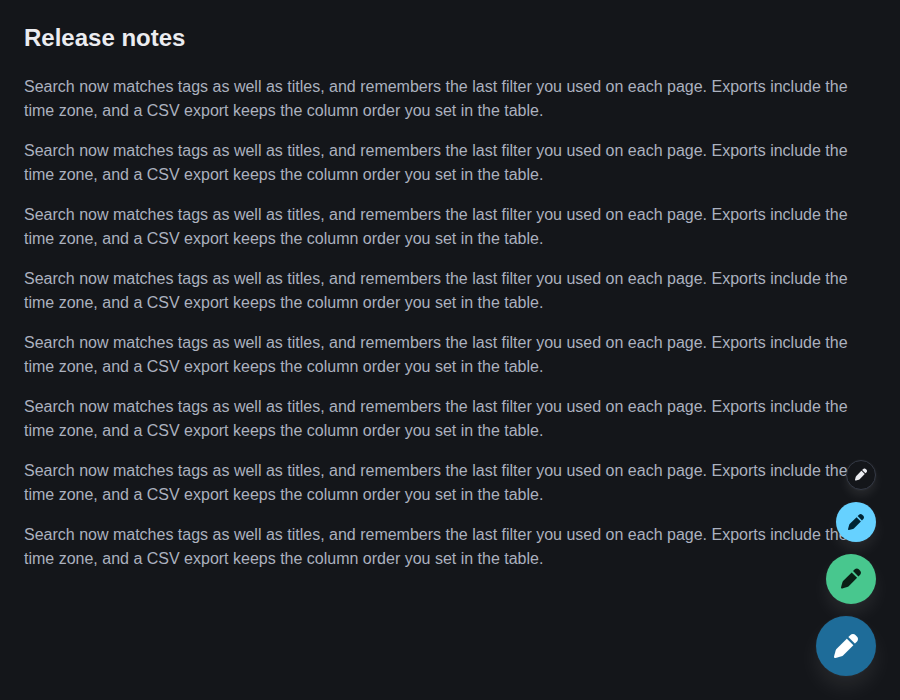 Release notes
Search now matches tags as well as titles, and remembers the last filter you used on each page. Exports include the
time zone, and a CSV export keeps the column order you set in the table.
Search now matches tags as well as titles, and remembers the last filter you used on each page. Exports include the
time zone, and a CSV export keeps the column order you set in the table.
Search now matches tags as well as titles, and remembers the last filter you used on each page. Exports include the
time zone, and a CSV export keeps the column order you set in the table.
Search now matches tags as well as titles, and remembers the last filter you used on each page. Exports include the
time zone, and a CSV export keeps the column order you set in the table.
Search now matches tags as well as titles, and remembers the last filter you used on each page. Exports include the
time zone, and a CSV export keeps the column order you set in the table.
Search now matches tags as well as titles, and remembers the last filter you used on each page. Exports include the
time zone, and a CSV export keeps the column order you set in the table.
Search now matches tags as well as titles, and remembers the last filter you used on each page. Exports include the
time zone, and a CSV export keeps the column order you set in the table.
Search now matches tags as well as titles, and remembers the last filter you used on each page. Exports include the
time zone, and a CSV export keeps the column order you set in the table.